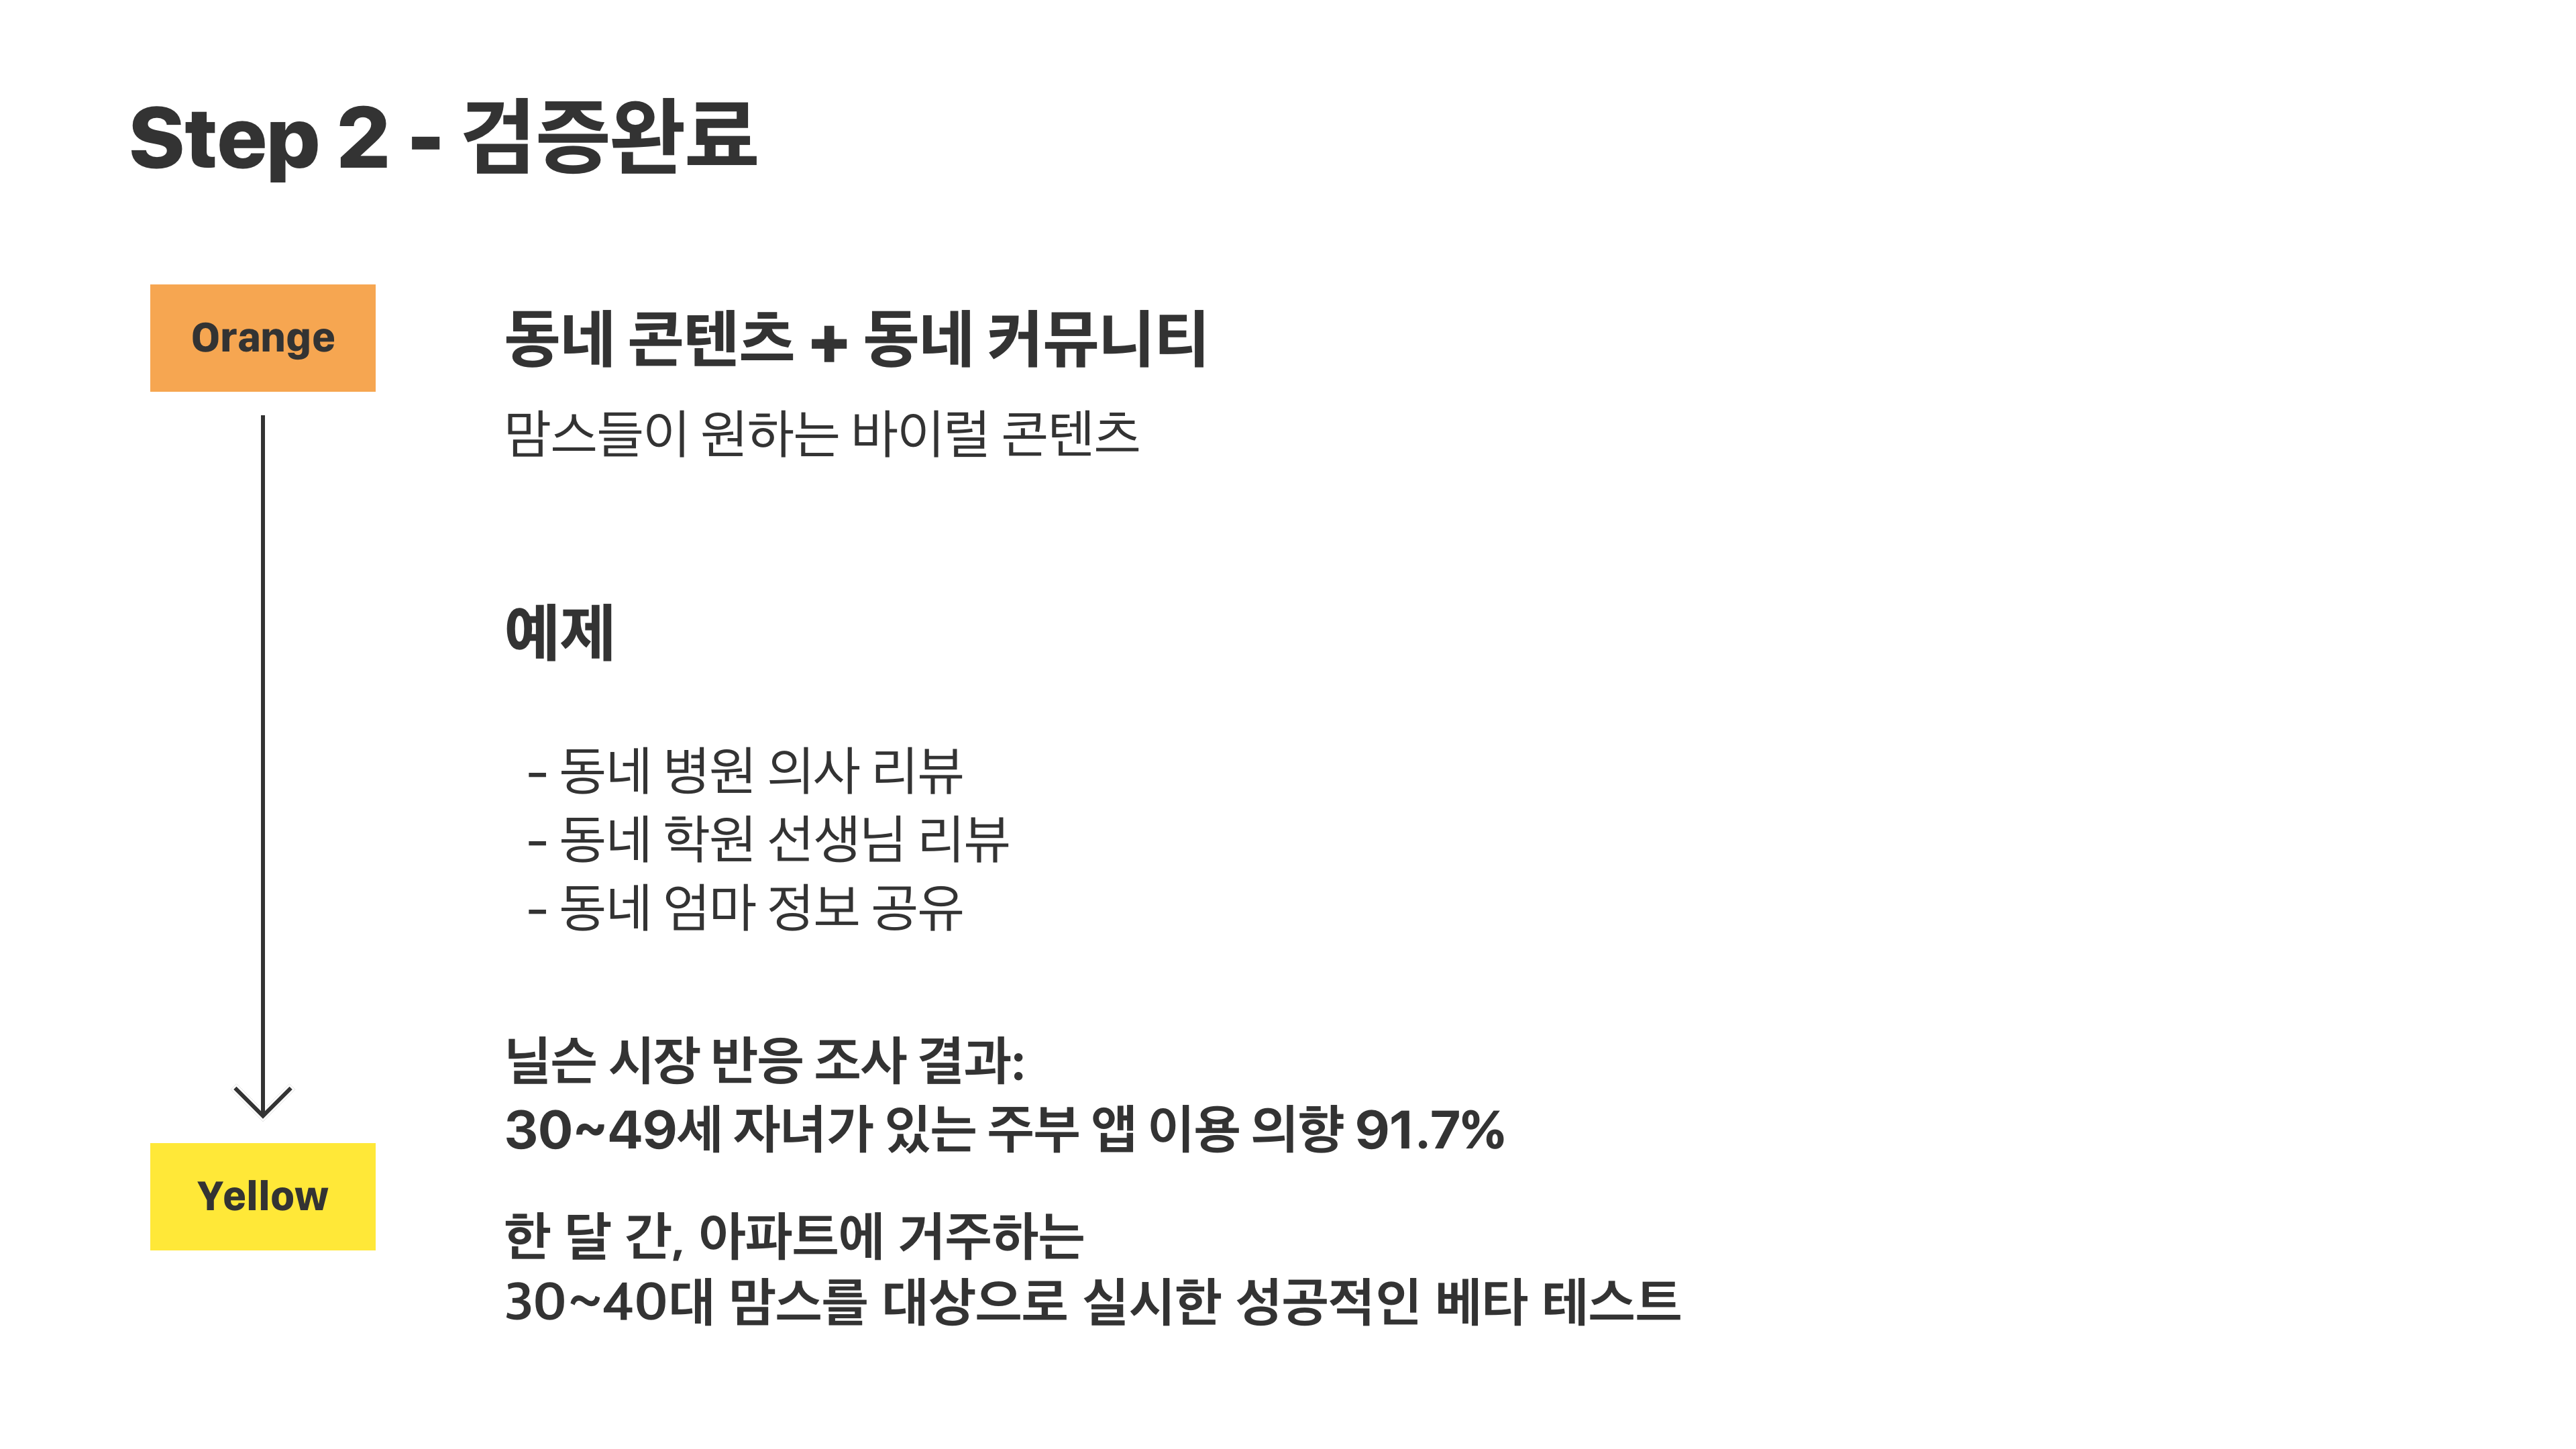 Step 2 - 검증완료
Orange
동네 콘텐츠 + 동네 커뮤니티
맘스들이 원하는 바이럴 콘텐츠
예제
- 동네 병원 의사 리뷰
- 동네 학원 선생님 리뷰
- 동네 엄마 정보 공유
닐슨 시장 반응 조사 결과:
30~49세 자녀가 있는 주부 앱 이용 의향 91.7%
Yellow
한 달 간, 아파트에 거주하는
30~40대 맘스를 대상으로 실시한 성공적인 베타 테스트